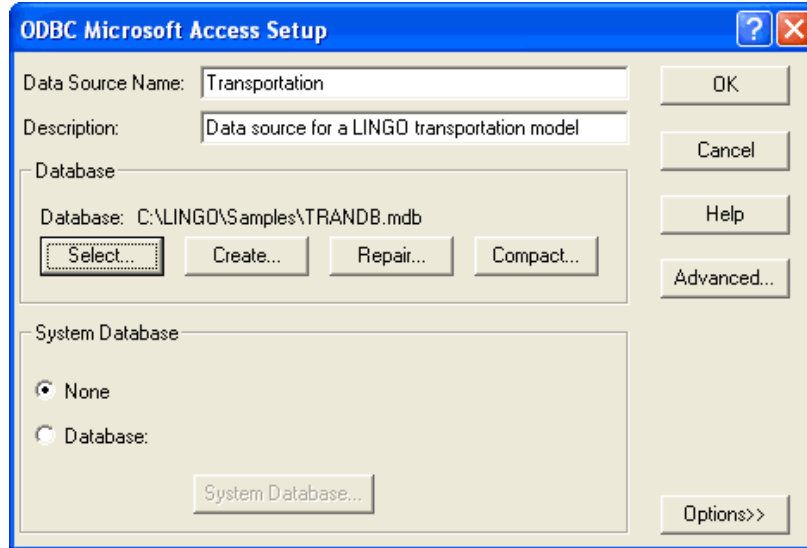 ODBC Microsoft Access Setup
Data Source Name: Transportation
OK
Description: Data source for a LINGO transportation model
Cancel
Database
Database: C:\LINGO\Samples\TRANDB.mdb
Help
Select... Create... Repair... Compact...
Advanced...
System Database
None
Database:
System Database...
Options>>